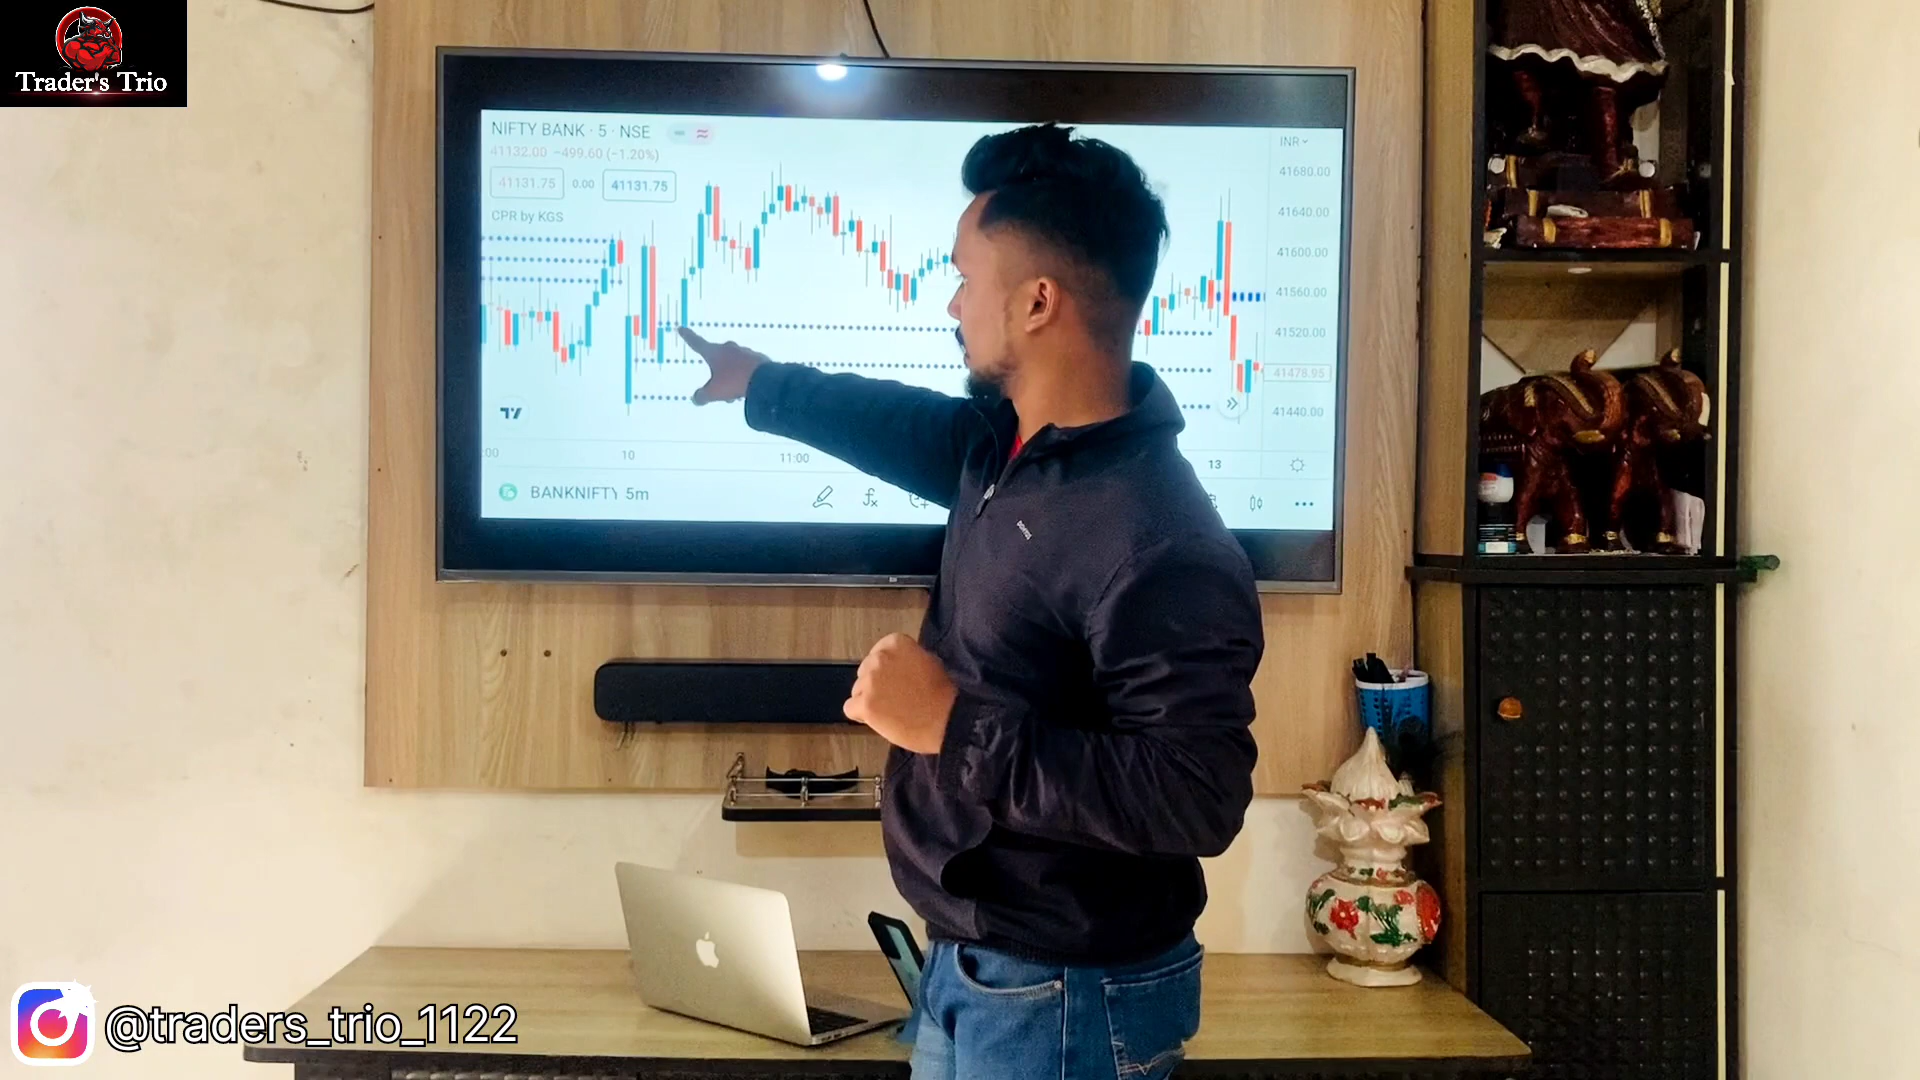 Trader's Trio
NIFTY BANK · 5 · NSE
41132.00 −499.60 (−1.20%)
41131.75 0.00 41131.75
CPR by KGS
INR
41680.00
41640.00
41600.00
41560.00
41520.00
41478.95
41440.00
:00 10 11:00 13
BANKNIFTY 5m
@traders_trio_1122